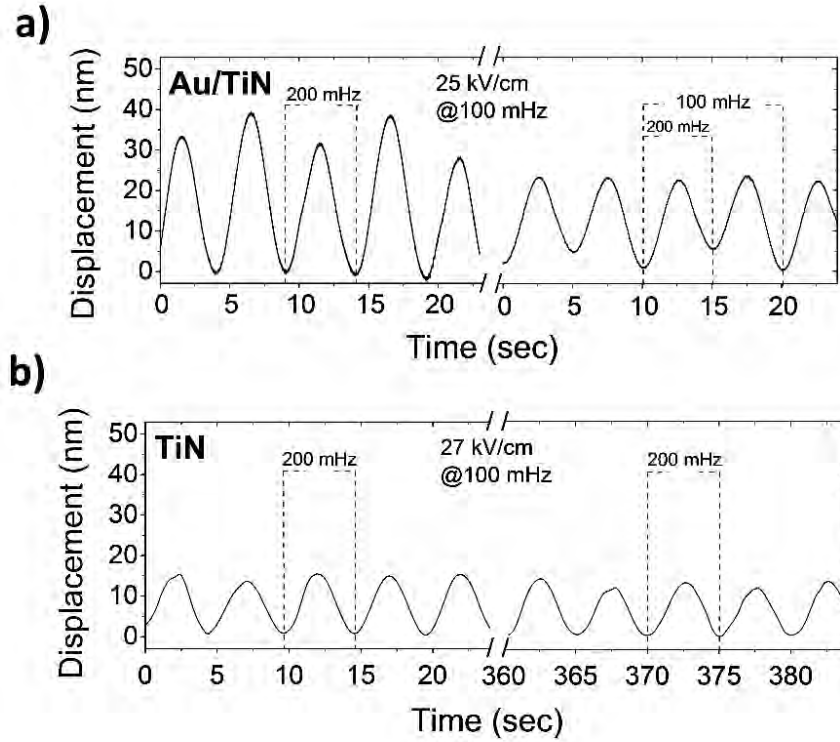 a)
Displacement (nm)
50
40
30
20
10
0
Au/TiN
200 mHz
25 kV/cm
@100 mHz
100 mHz
200 mHz
0 5 10 15 20 0 5 10 15 20
Time (sec)
b)
Displacement (nm)
50
40
30
20
10
0
TiN
200 mHz
27 kV/cm
@100 mHz
200 mHz
0 5 10 15 20 360 365 370 375 380
Time (sec)